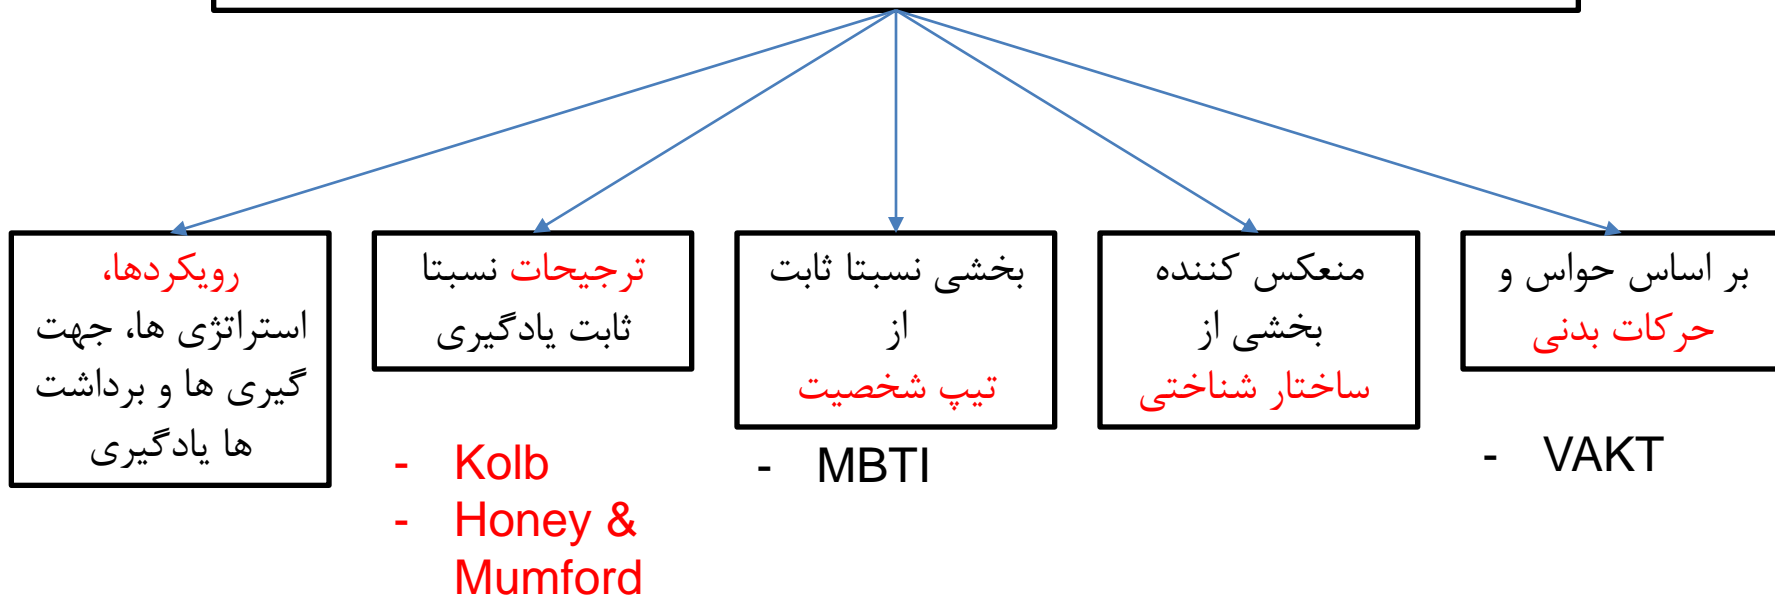 بر اساس حواس و
حرکات بدنی
- VAKT
منعکس کننده
بخشی از
ساختار شناختی
بخشی نسبتا ثابت
از
تیپ شخصیت
- MBTI
ترجیحات نسبتا
ثابت یادگیری
- Kolb
- Honey &
Mumford
رویکردها،
استراتژی ها، جهت
گیری ها و برداشت
ها یادگیری